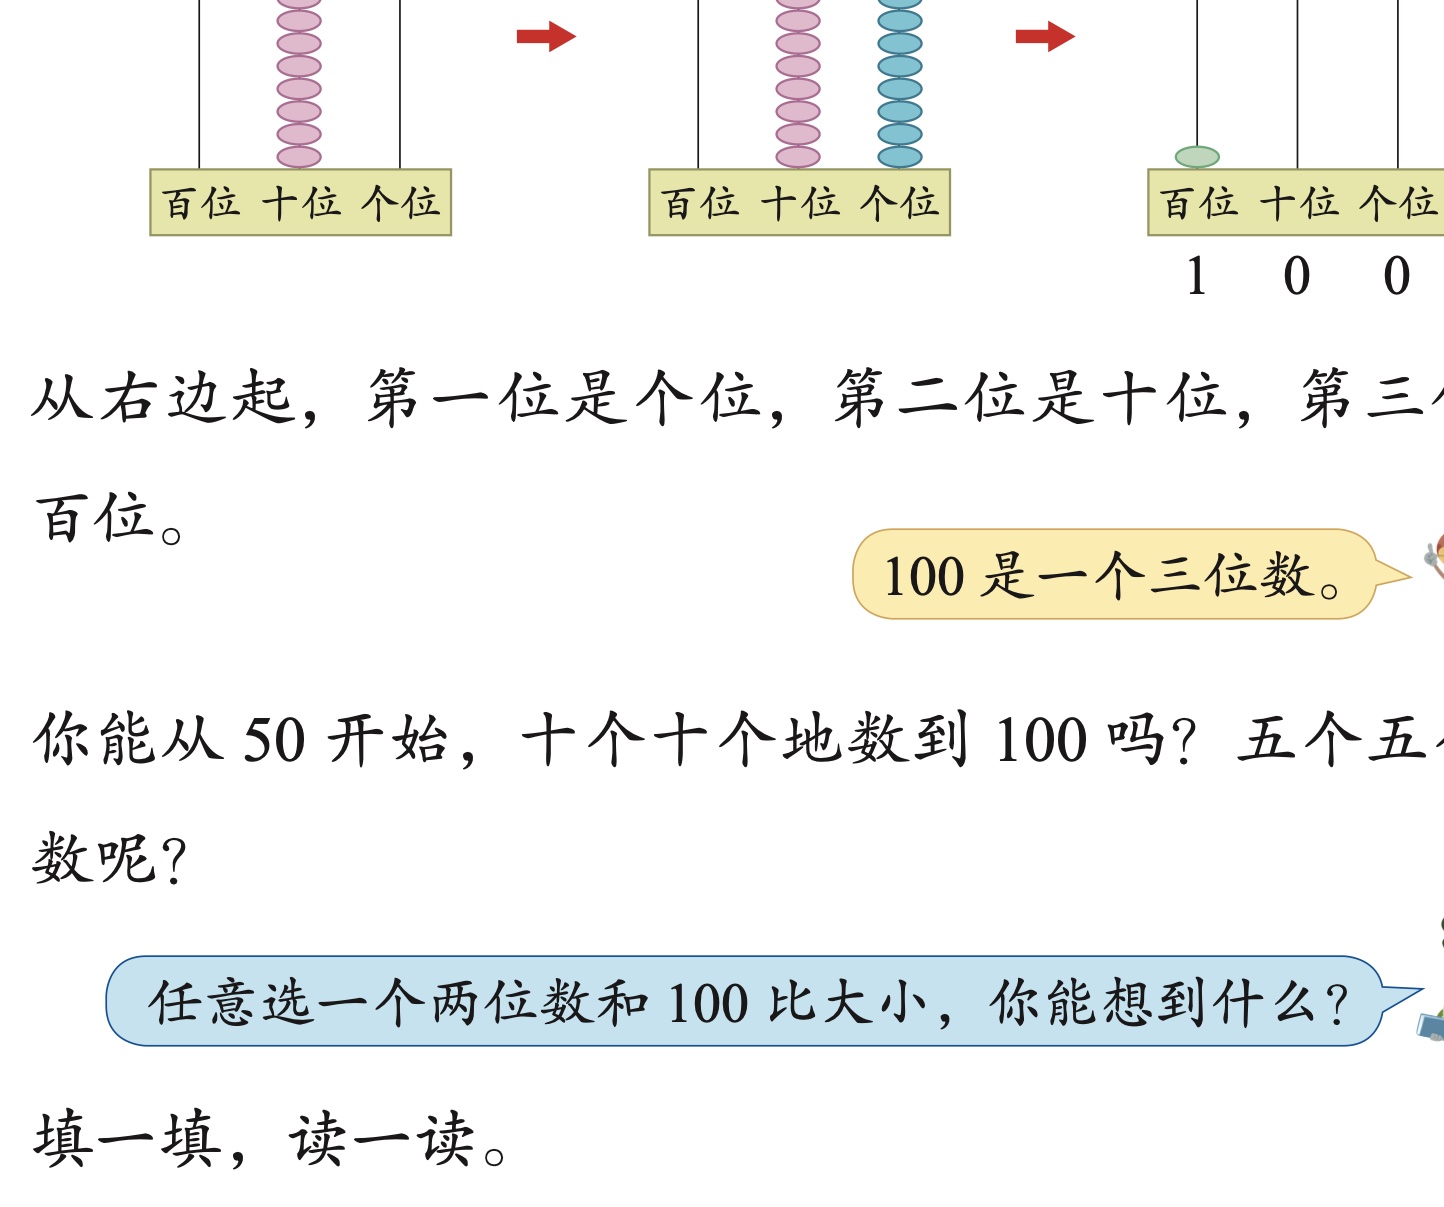 百位 十位 个位 百位 十位 个位 百位 十位 个位
1 0 0
从右边起，第一位是个位，第二位是十位，第三
百位。
100 是一个三位数。
你能从 50 开始，十个十个地数到 100 吗？五个五
数呢？
任意选一个两位数和 100 比大小，你能想到什么？
填一填，读一读。